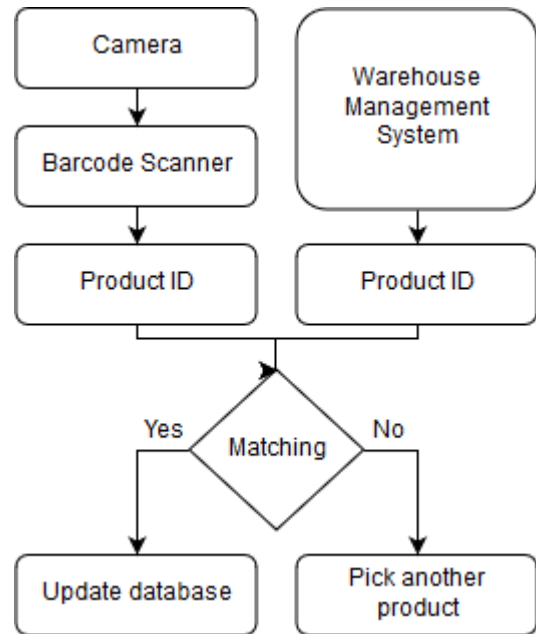 Camera
Warehouse
Management
System
Barcode Scanner
Product ID
Product ID
Yes
Matching
No
Update database
Pick another
product